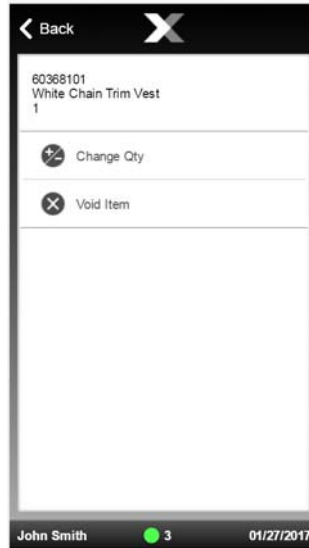 Back
60368101
White Chain Trim Vest
1
Change Qty
Void Item
John Smith 3 01/27/2017